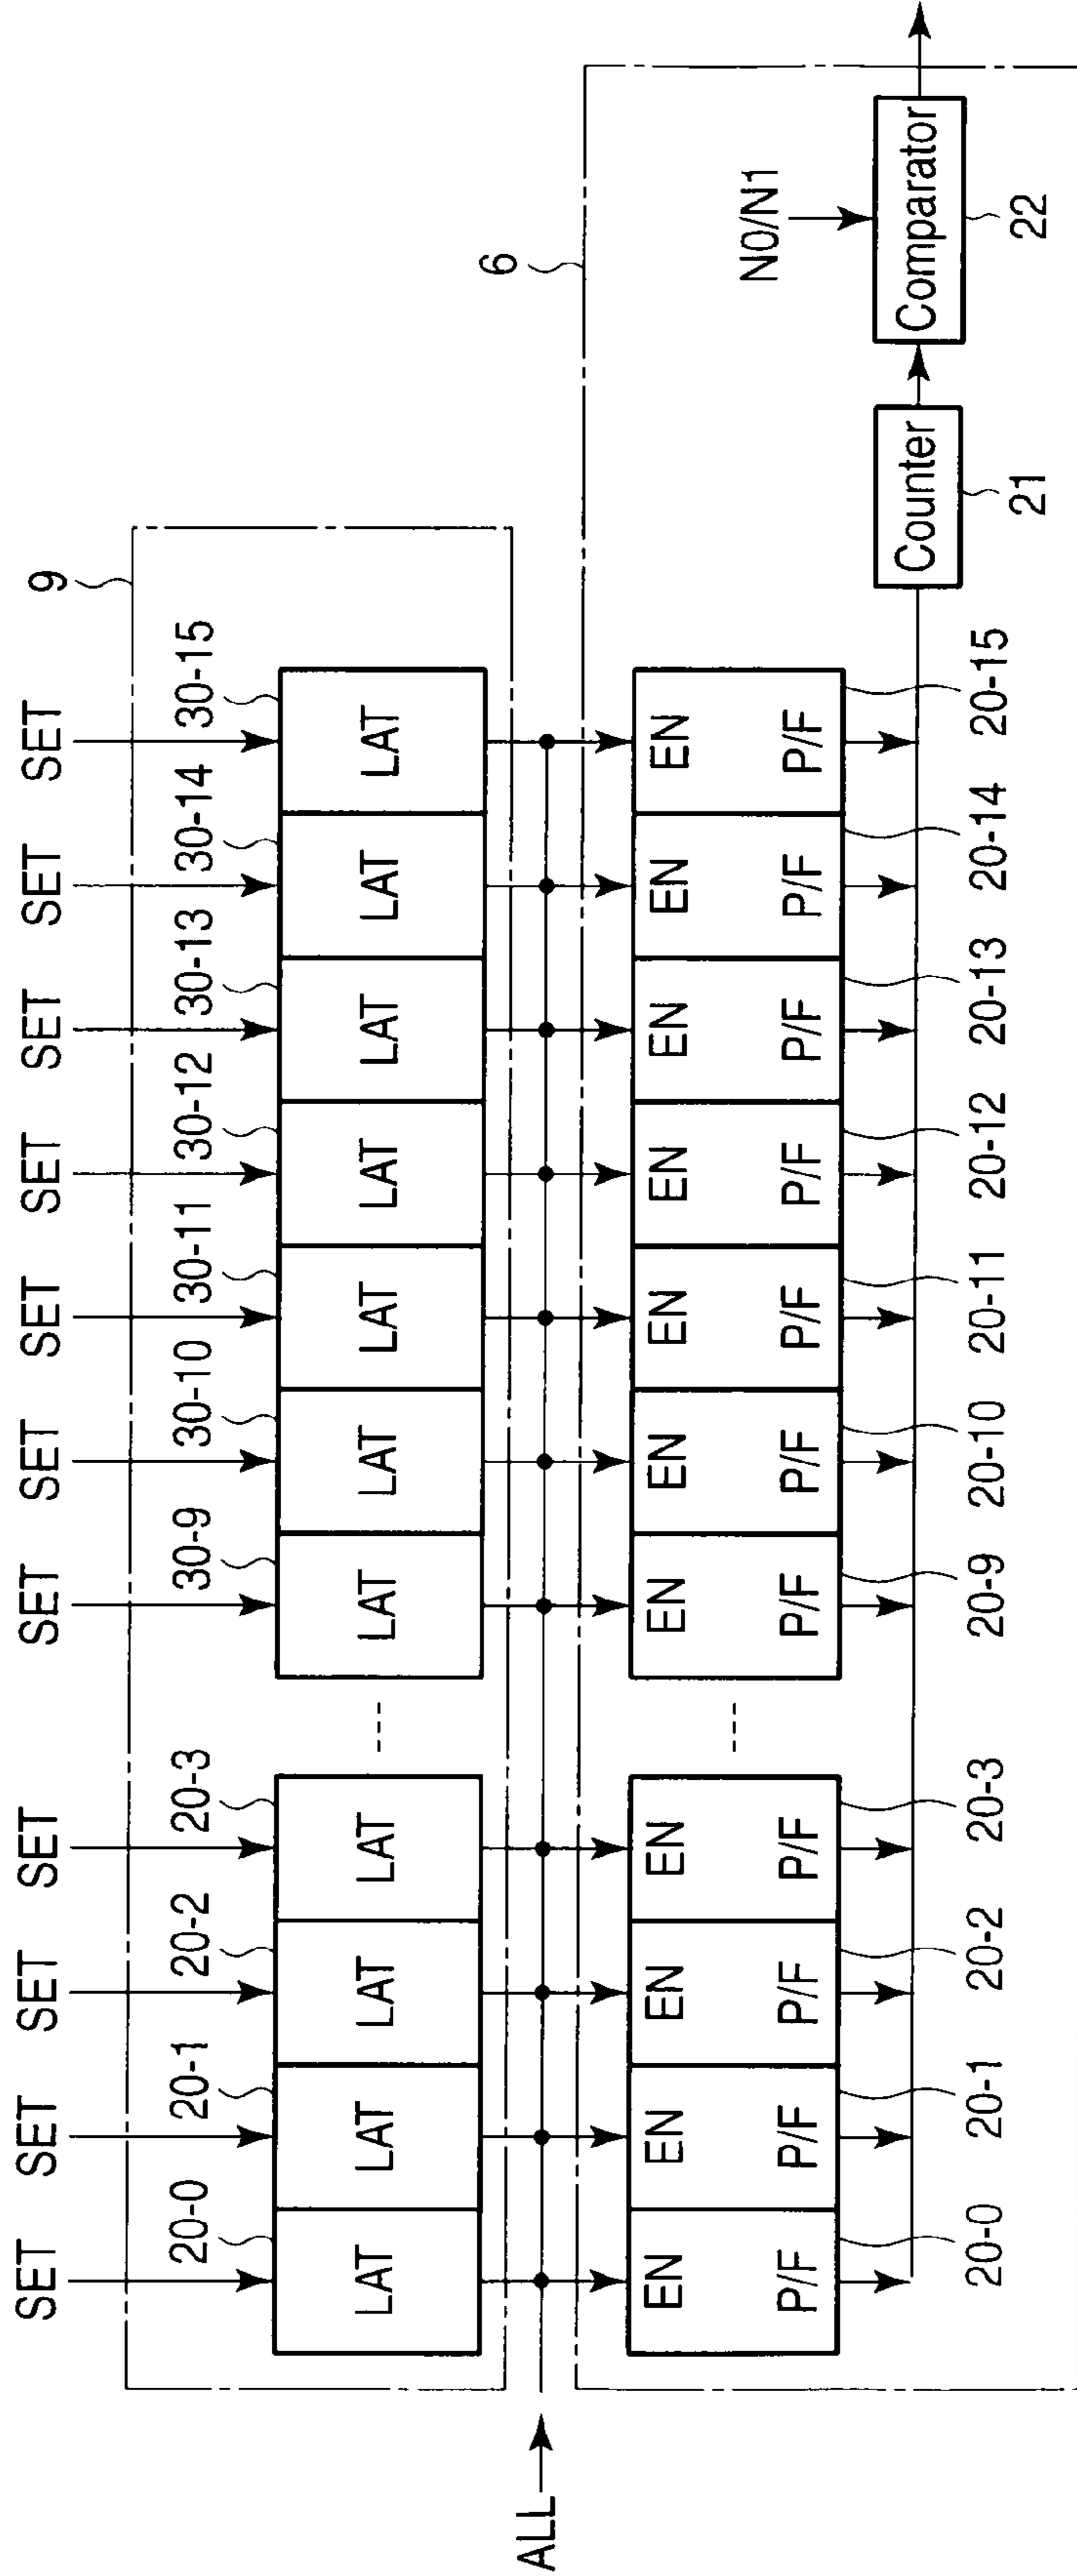 SET SET SET SET SET SET SET SET SET SET SET
9
20-0 20-1 20-2 20-3 30-9 30-10 30-11 30-12 30-13 30-14 30-15
LAT LAT LAT LAT LAT LAT LAT LAT LAT LAT LAT
6
ALL
EN EN EN EN EN EN EN EN EN EN EN
N0/N1
P/F P/F P/F P/F P/F P/F P/F P/F P/F P/F P/F
Counter Comparator
20-0 20-1 20-2 20-3 20-9 20-10 20-11 20-12 20-13 20-14 20-15
21 22